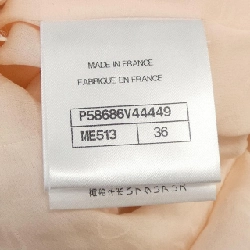 MADE IN FRANCE
FABRIQUE EN FRANCE
P58686V44449
ME513 36